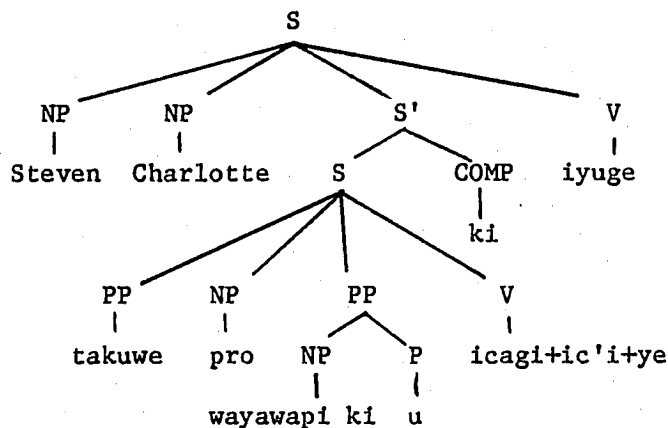 S
NP NP S' V
Steven Charlotte S COMP iyuge
ki
PP NP PP V
takuwe pro NP P icagi+ic'i+ye
wayawapi ki u